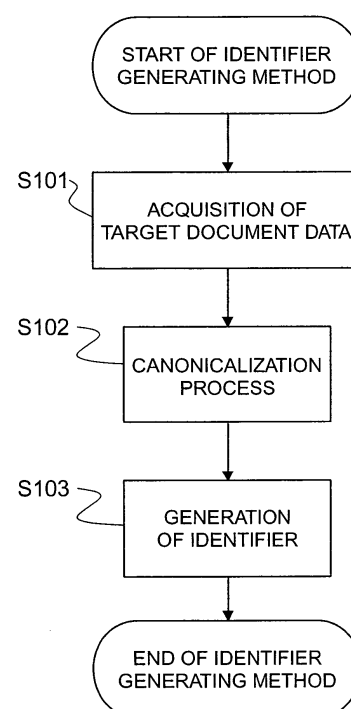 START OF IDENTIFIER
GENERATING METHOD
S101
ACQUISITION OF
TARGET DOCUMENT DATA
S102
CANONICALIZATION
PROCESS
S103
GENERATION
OF IDENTIFIER
END OF IDENTIFIER
GENERATING METHOD